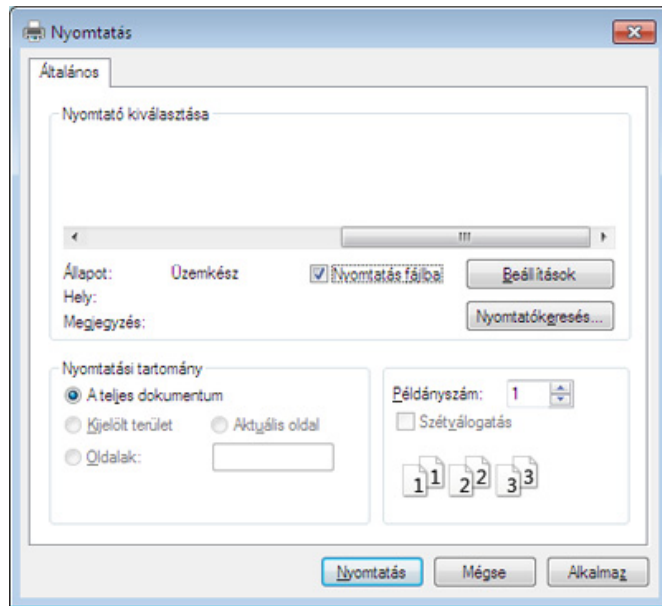 Nyomtatás
Általános
Nyomtató kiválasztása
Állapot: Üzemkész
Nyomtatás fájlba
Beállítások
Hely:
Megjegyzés:
Nyomtatókeresés...
Nyomtatási tartomány
A teljes dokumentum
Kijelölt terület
Aktuális oldal
Oldalak:
Példányszám: 1
Szétválogatás
1 1 2 2 3 3
Nyomtatás
Mégse
Alkalmaz